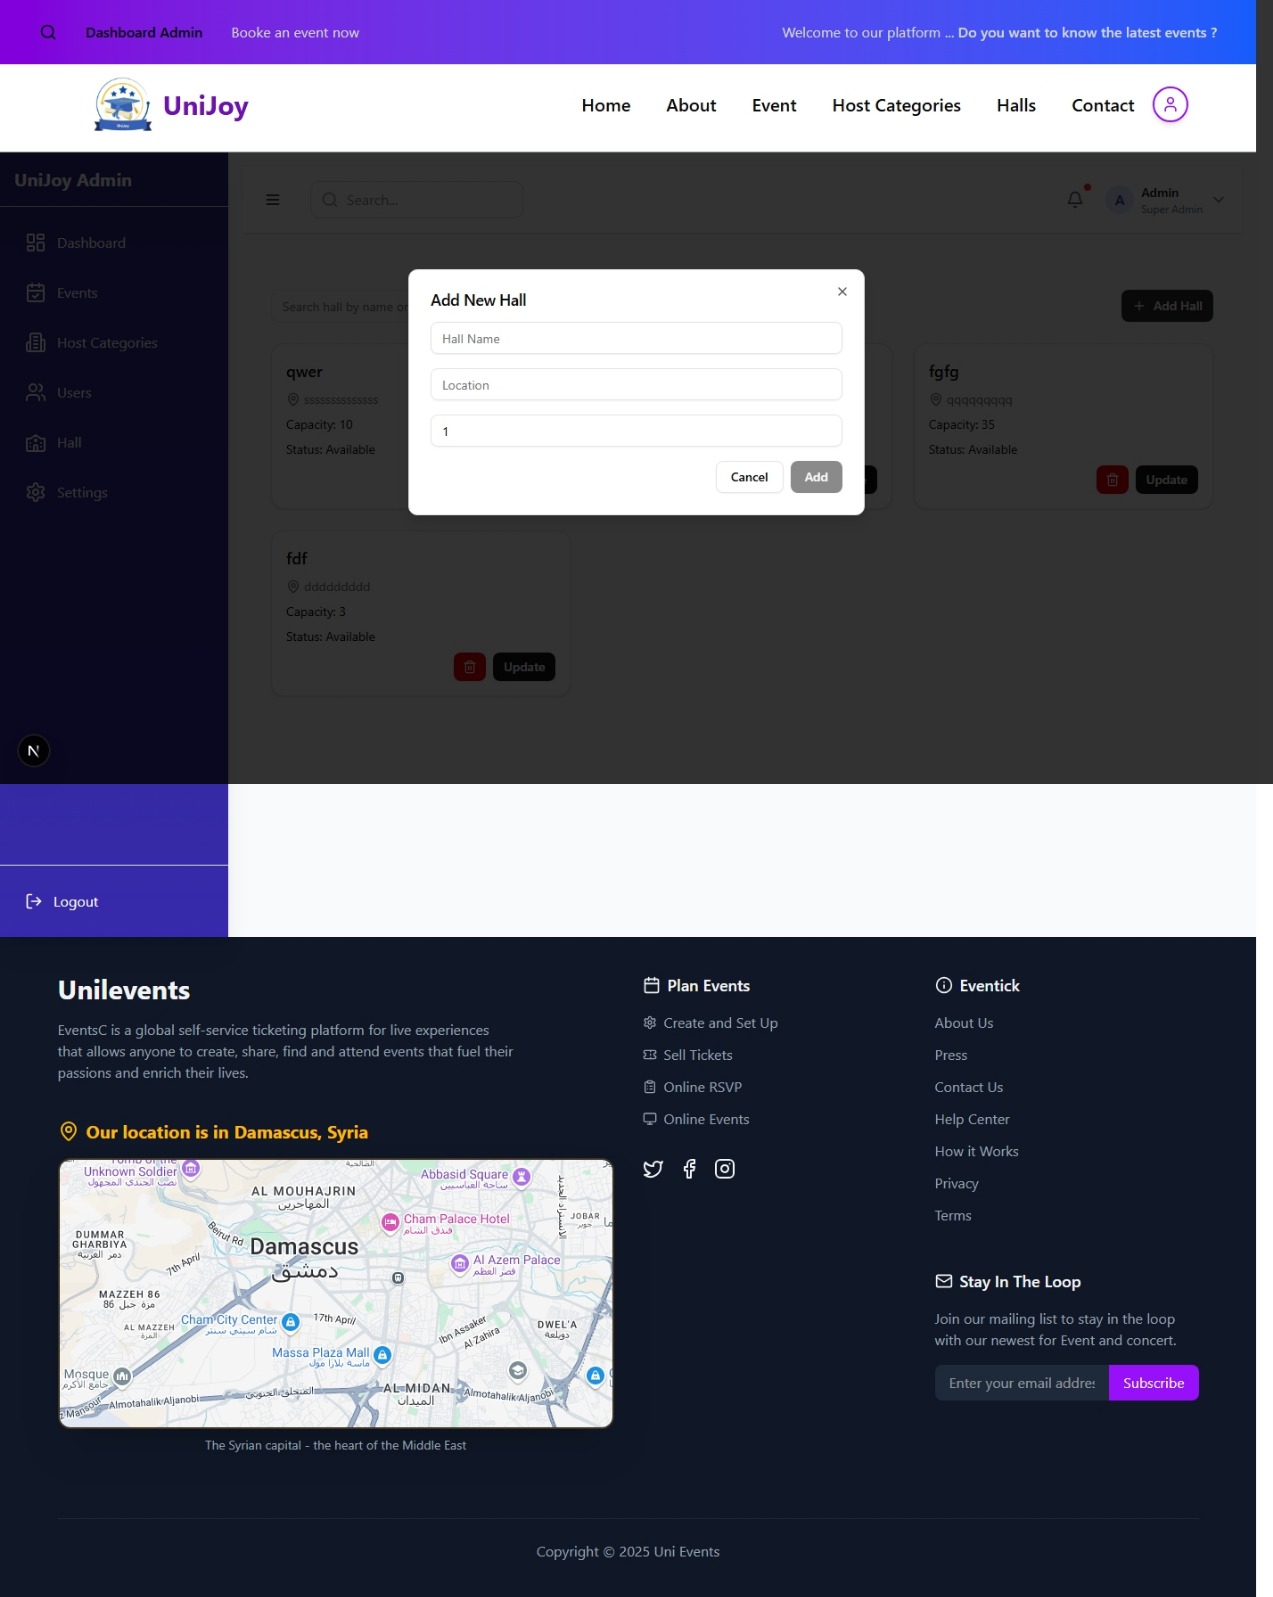 Dashboard Admin
Booke an event now
Welcome to our platform ... Do you want to know the latest events ?
UniJoy
Home
About
Event
Host Categories
Halls
Contact
UniJoy Admin
Dashboard
Events
Host Categories
Users
Hall
Settings
Logout
Search...
A
Admin
Super Admin
Search hall by name or
Add Hall
Add New Hall
Hall Name
Location
1
Cancel
Add
qwer
Capacity: 10
Status: Available
fgfg
qqqqqqqqq
Capacity: 35
Status: Available
Update
fdf
ddddddddd
Capacity: 3
Status: Available
Update
N
Unilevents
EventsC is a global self-service ticketing platform for live experiences
that allows anyone to create, share, find and attend events that fuel their
passions and enrich their lives.
Our location is in Damascus, Syria
Unknown Soldier
نصب الجندي المجهول
الصالحية
Abbasid Square
ساحة العباسيين
AL MOUHAJRIN
المهاجرين
Cham Palace Hotel
فندق الشام
JOBAR
جوبر
DUMMAR
GHARBIYA
دمر الغربية
Beirut Rd
7th April
Damascus
دمشق
Al Azem Palace
قصر العظم
MAZZEH 86
مزة جبل 86
AL MAZZEH
المزة
Cham City Center
شام سيتي سنتر
17th April
Ibn Assaker
Al Zahira
DWEL'A
دويلعة
Massa Plaza Mall
ماسة بلازا مول
Mosque
جامع الأكرم
Mansour
Almotahalik Aljanobi
المتحلق الجنوبي
AL MIDAN
الميدان
Almotahalik Aljanobi
The Syrian capital - the heart of the Middle East
Plan Events
Create and Set Up
Sell Tickets
Online RSVP
Online Events
Eventick
About Us
Press
Contact Us
Help Center
How it Works
Privacy
Terms
Stay In The Loop
Join our mailing list to stay in the loop
with our newest for Event and concert.
Enter your email addres
Subscribe
Copyright © 2025 Uni Events